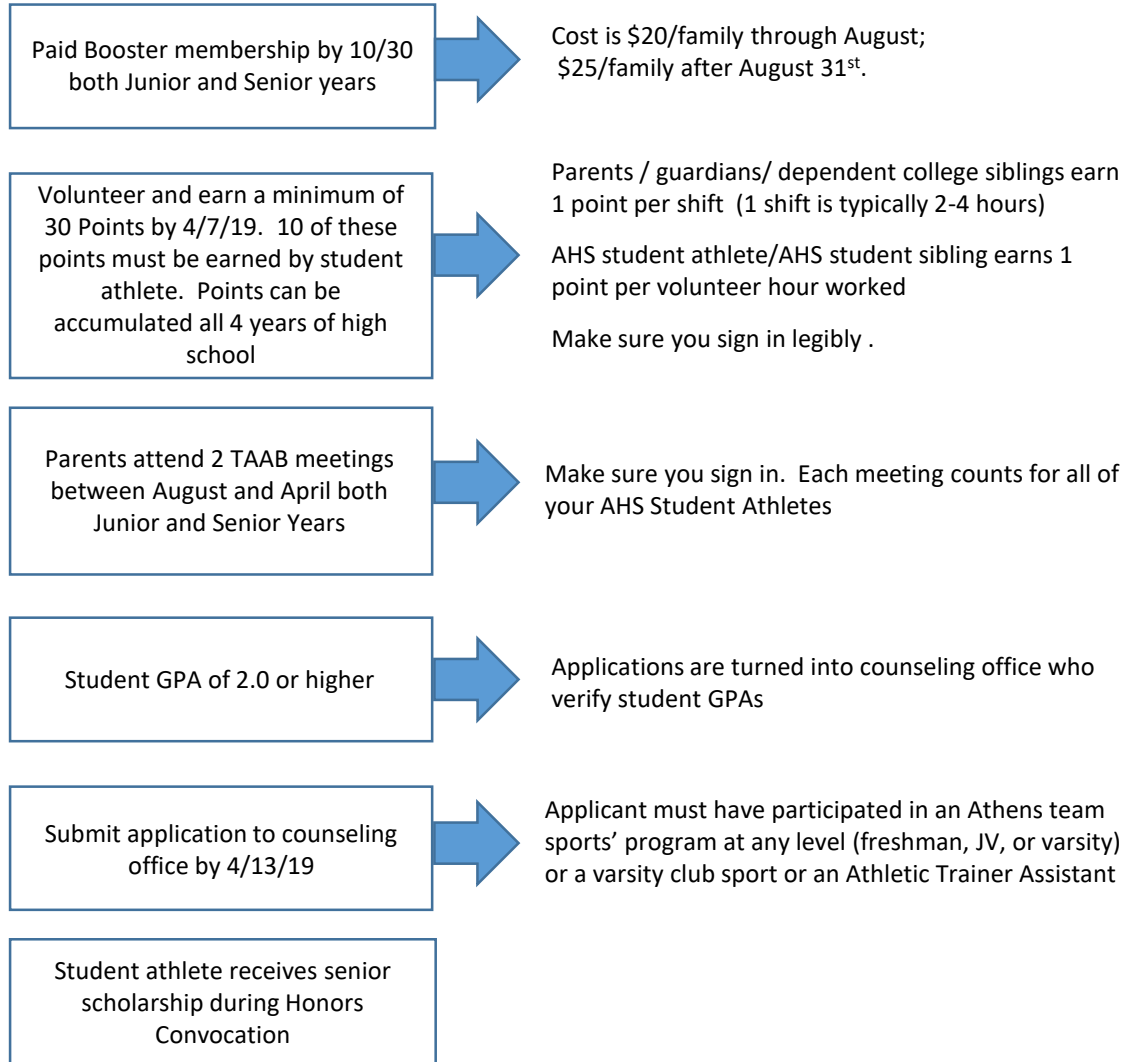 Paid Booster membership by 10/30
both Junior and Senior years
Cost is $20/family through August;
$25/family after August 31st.
Volunteer and earn a minimum of
30 Points by 4/7/19.  10 of these
points must be earned by student
athlete.  Points can be
accumulated all 4 years of high
school
Parents / guardians/ dependent college siblings earn
1 point per shift  (1 shift is typically 2-4 hours)
AHS student athlete/AHS student sibling earns 1
point per volunteer hour worked
Make sure you sign in legibly .
Parents attend 2 TAAB meetings
between August and April both
Junior and Senior Years
Make sure you sign in.  Each meeting counts for all of
your AHS Student Athletes
Student GPA of 2.0 or higher
Applications are turned into counseling office who
verify student GPAs
Submit application to counseling
office by 4/13/19
Applicant must have participated in an Athens team
sports’ program at any level (freshman, JV, or varsity)
or a varsity club sport or an Athletic Trainer Assistant
Student athlete receives senior
scholarship during Honors
Convocation